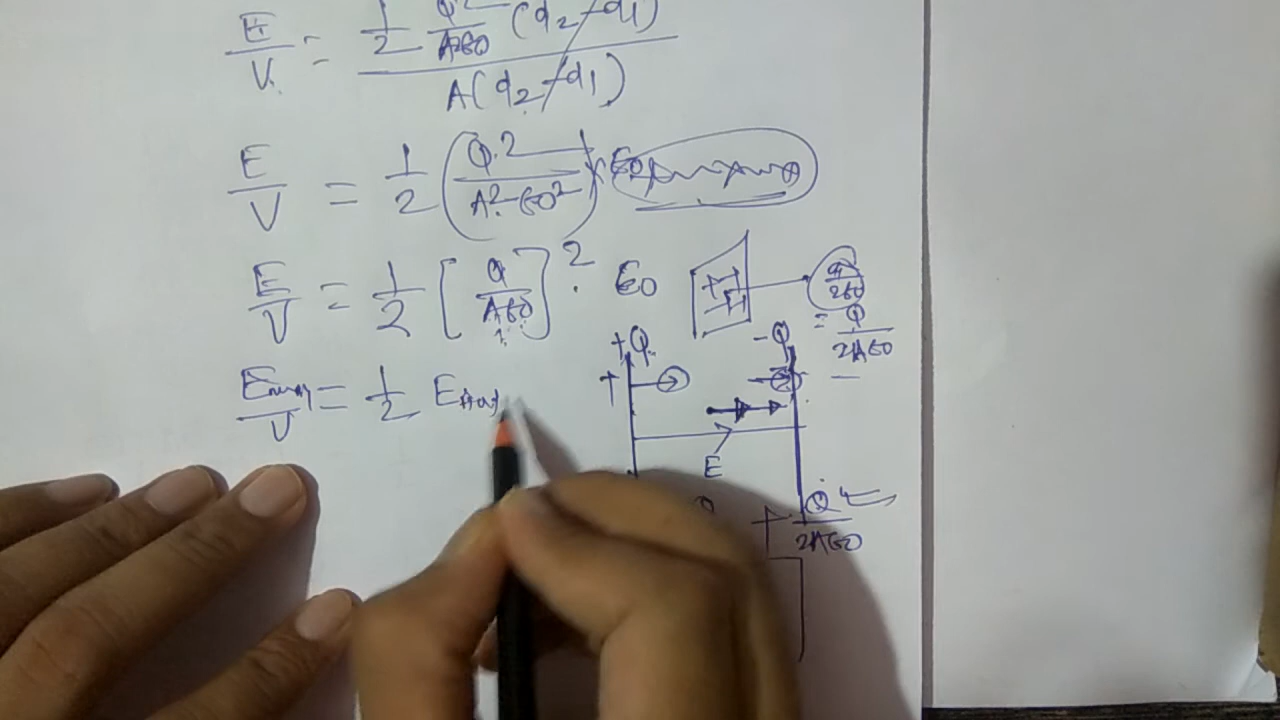 E/V = 1/2 Q²/Aε0 (d2-d1) / A(d2-d1)
E/V = 1/2 (Q²/A²ε0²) × ε0
E/V = 1/2 [Q/Aε0]² · ε0
σ/2ε0
= Q/2Aε0
+Q -Q
+
E
Q/2Aε0
/V = 1/2 E